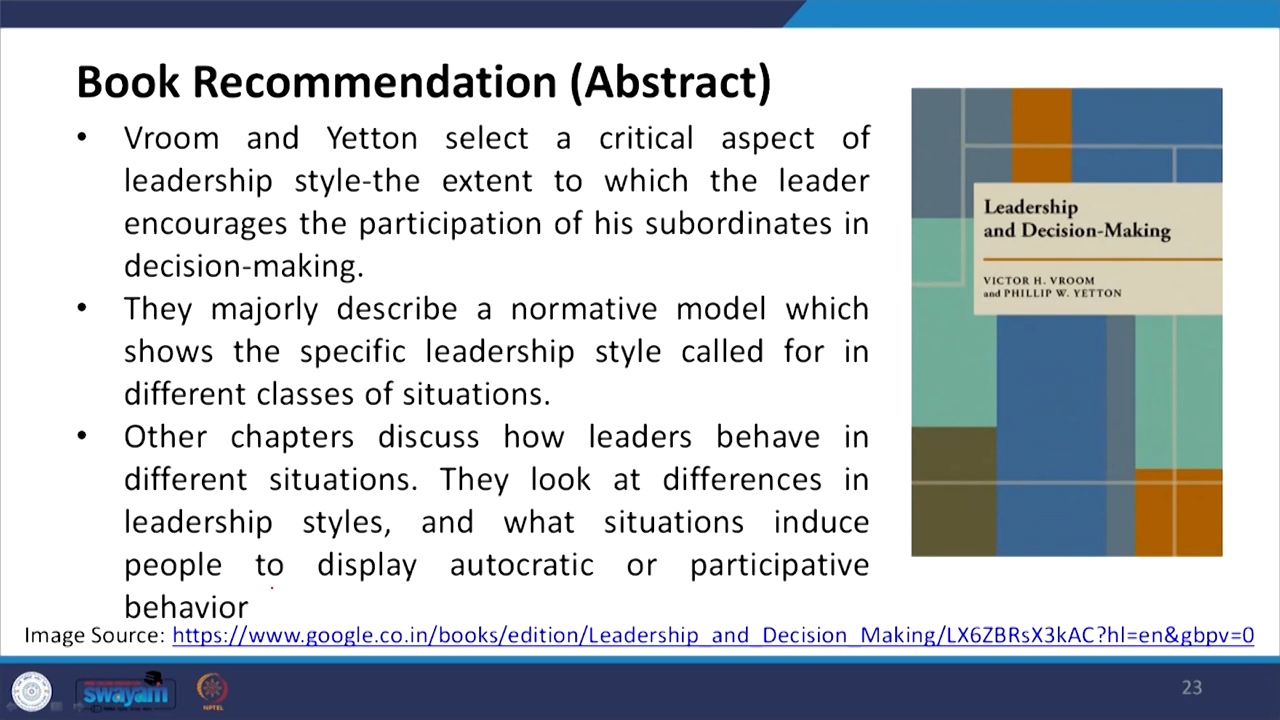 Book Recommendation (Abstract)
• Vroom and Yetton select a critical aspect of
leadership style-the extent to which the leader
encourages the participation of his subordinates in
decision-making.
• They majorly describe a normative model which
shows the specific leadership style called for in
different classes of situations.
• Other chapters discuss how leaders behave in
different situations. They look at differences in
leadership styles, and what situations induce
people to display autocratic or participative
behavior
Leadership
and Decision-Making
VICTOR H. VROOM
and PHILLIP W. YETTON
Image Source: https://www.google.co.in/books/edition/Leadership_and_Decision_Making/LX6ZBRsX3kAC?hl=en&gbpv=0
swayam
NPTEL
23